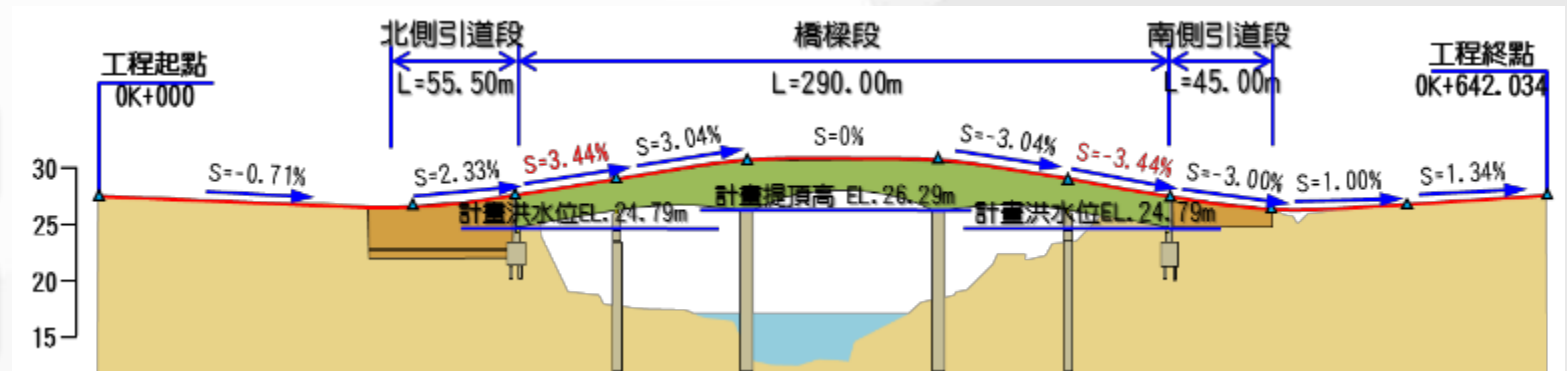 北側引道段
橋樑段
南側引道段
工程起點
工程終點
0K+000
L=55.50m
L=290.00m
L=45.00m
0K+642.034
S=-0.71%
S=2.33%
S=3.44%
S=3.04%
S=0%
S=-3.04%
S=-3.44%
S=-3.00%
S=1.00%
S=1.34%
計畫洪水位EL.24.79m
計畫提頂高 EL.26.29m
計畫洪水位EL.24.79m
30
25
20
15